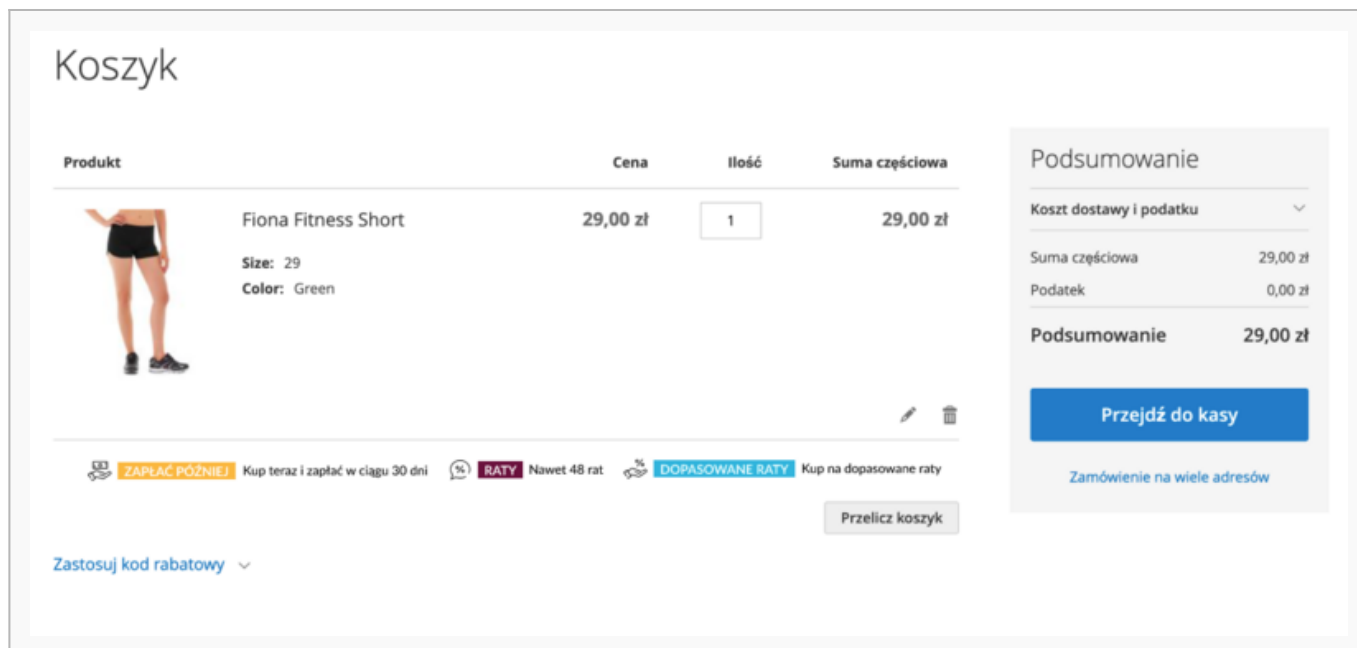 Koszyk
Produkt Cena Ilość Suma częściowa
Fiona Fitness Short 29,00 zł 1 29,00 zł
Size: 29
Color: Green
ZAPŁAĆ PÓŹNIEJ Kup teraz i zapłać w ciągu 30 dni % RATY Nawet 48 rat % DOPASOWANE RATY Kup na dopasowane raty
Przelicz koszyk
Zastosuj kod rabatowy
Podsumowanie
Koszt dostawy i podatku
Suma częściowa 29,00 zł
Podatek 0,00 zł
Podsumowanie 29,00 zł
Przejdź do kasy
Zamówienie na wiele adresów